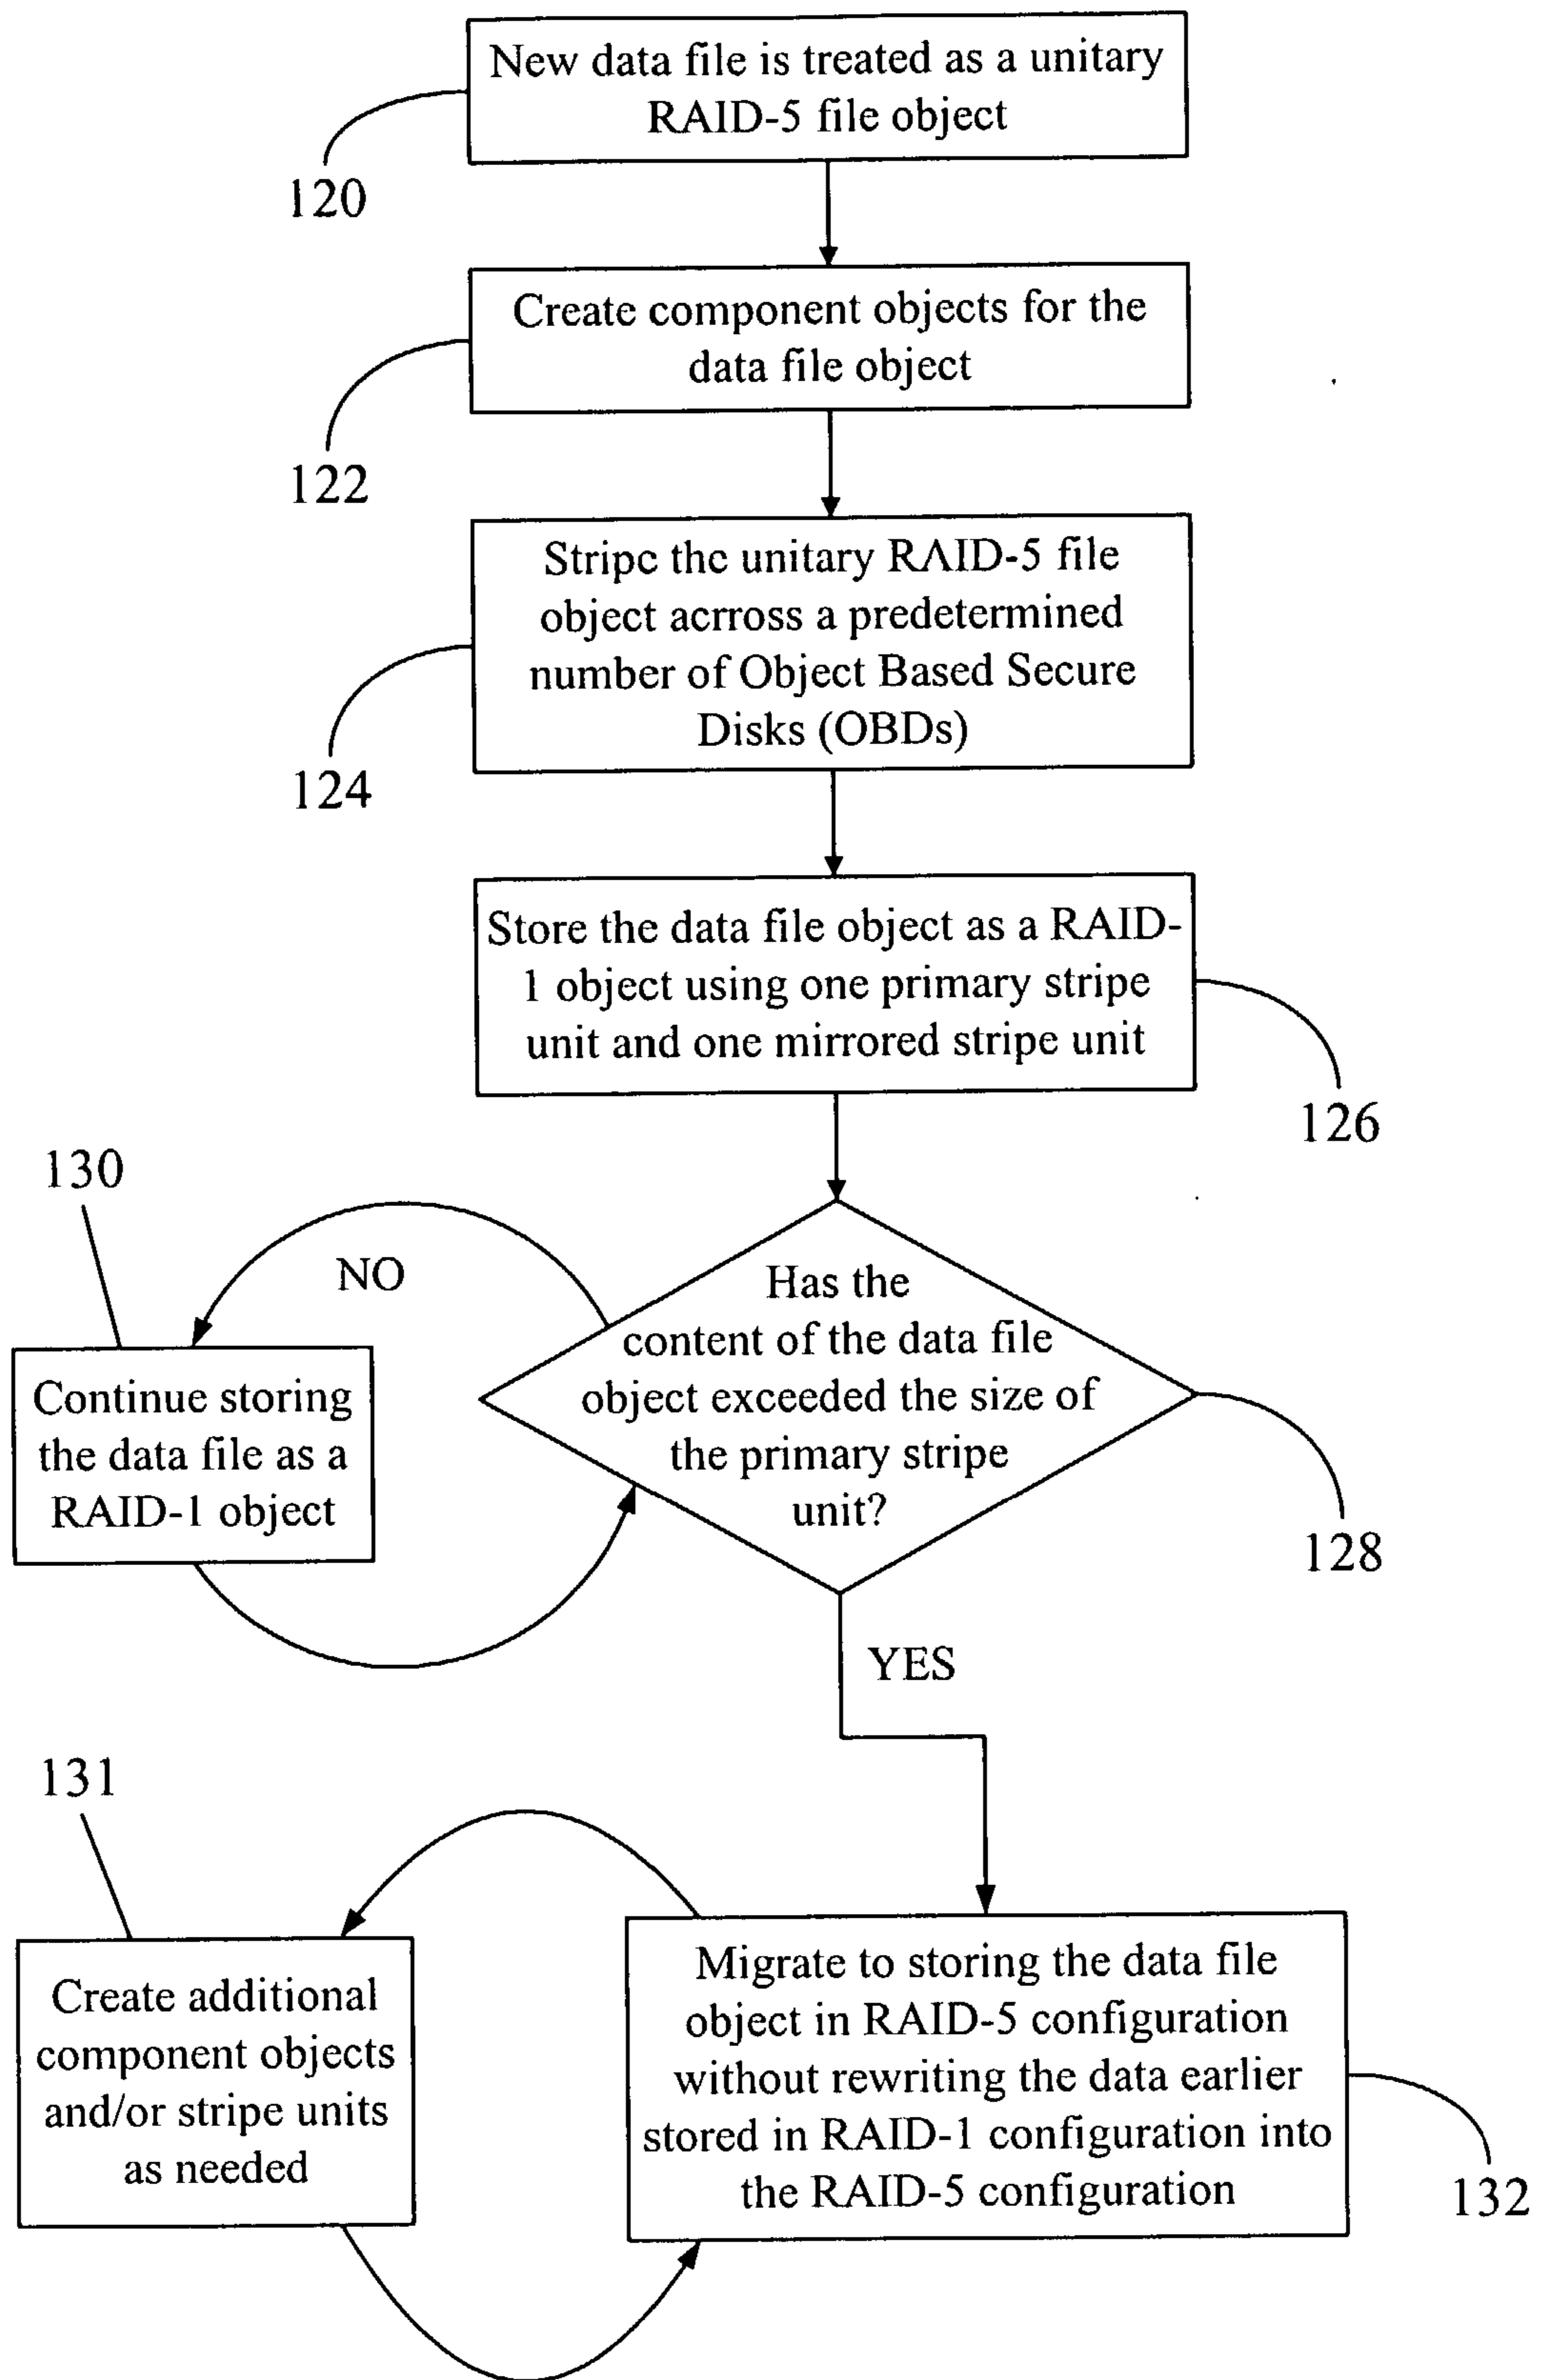 New data file is treated as a unitary
RAID-5 file object
120
Create component objects for the
data file object
122
Stripe the unitary RAID-5 file
object acrross a predetermined
number of Object Based Secure
Disks (OBDs)
124
Store the data file object as a RAID-
1 object using one primary stripe
unit and one mirrored stripe unit
126
130
NO
Has the
content of the data file
object exceeded the size of
the primary stripe
unit?
Continue storing
the data file as a
RAID-1 object
128
YES
131
Create additional
component objects
and/or stripe units
as needed
Migrate to storing the data file
object in RAID-5 configuration
without rewriting the data earlier
stored in RAID-1 configuration into
the RAID-5 configuration
132